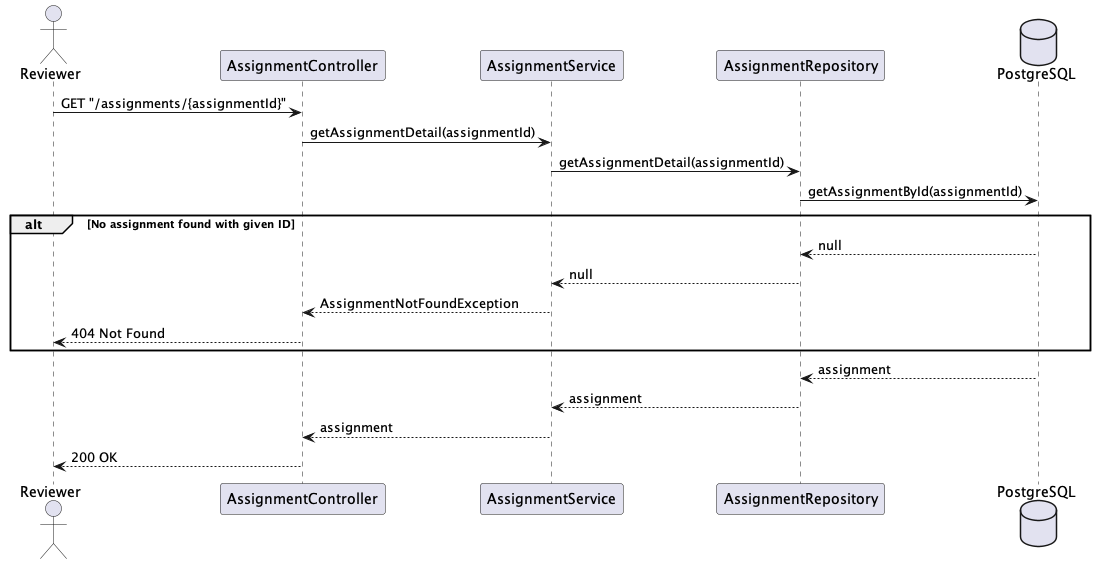 Reviewer
AssignmentController
AssignmentService
AssignmentRepository
PostgreSQL
GET "/assignments/{assignmentId}"
getAssignmentDetail(assignmentId)
getAssignmentDetail(assignmentId)
getAssignmentById(assignmentId)
alt
[No assignment found with given ID]
null
null
AssignmentNotFoundException
404 Not Found
assignment
assignment
assignment
200 OK
Reviewer
AssignmentController
AssignmentService
AssignmentRepository
PostgreSQL